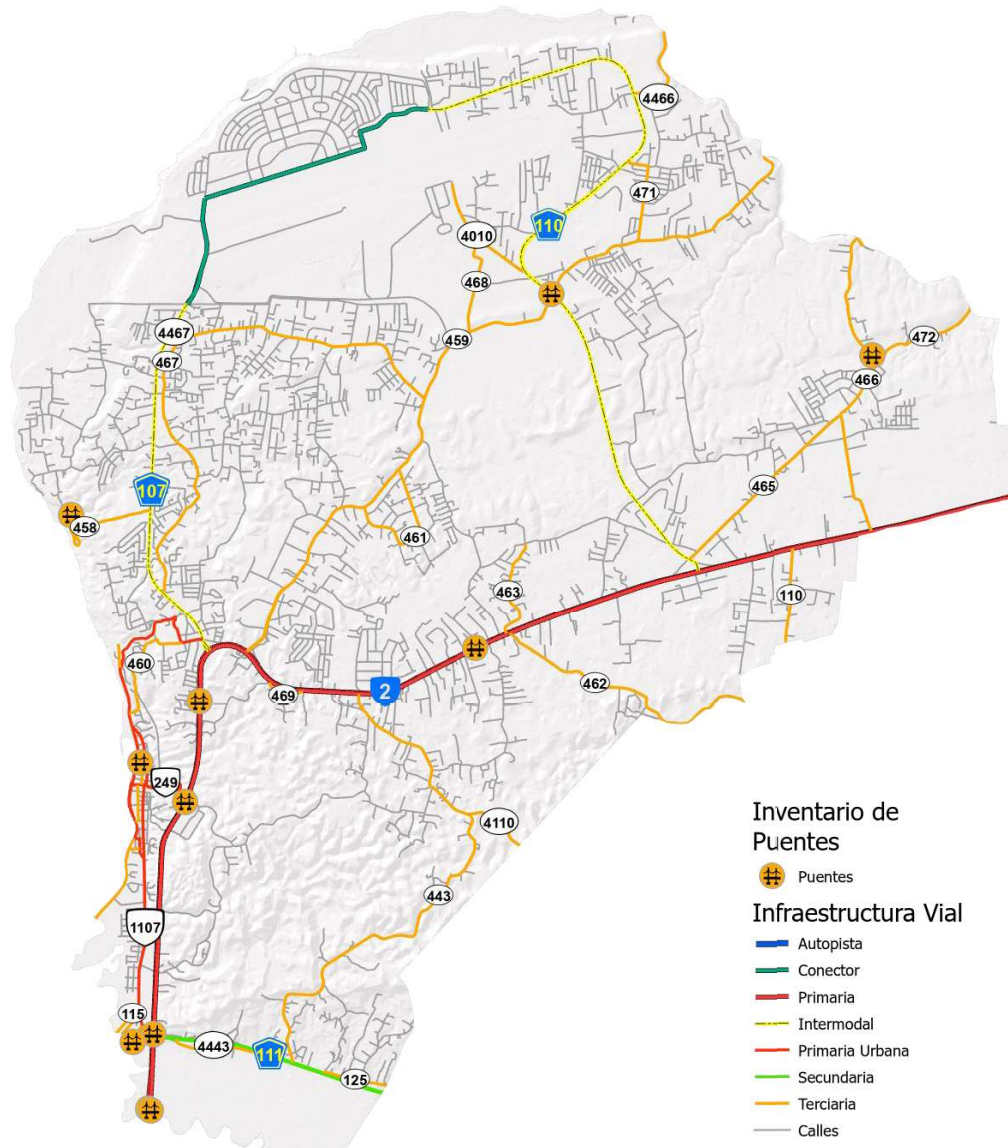 4466
471
110
4010
468
459
4467
467
472
466
465
107
458
461
463
110
460
462
469
2
249
4110
443
1107
115
4443
111
125
Inventario de
Puentes
Puentes
Infraestructura Vial
Autopista
Conector
Primaria
Intermodal
Primaria Urbana
Secundaria
Terciaria
Calles